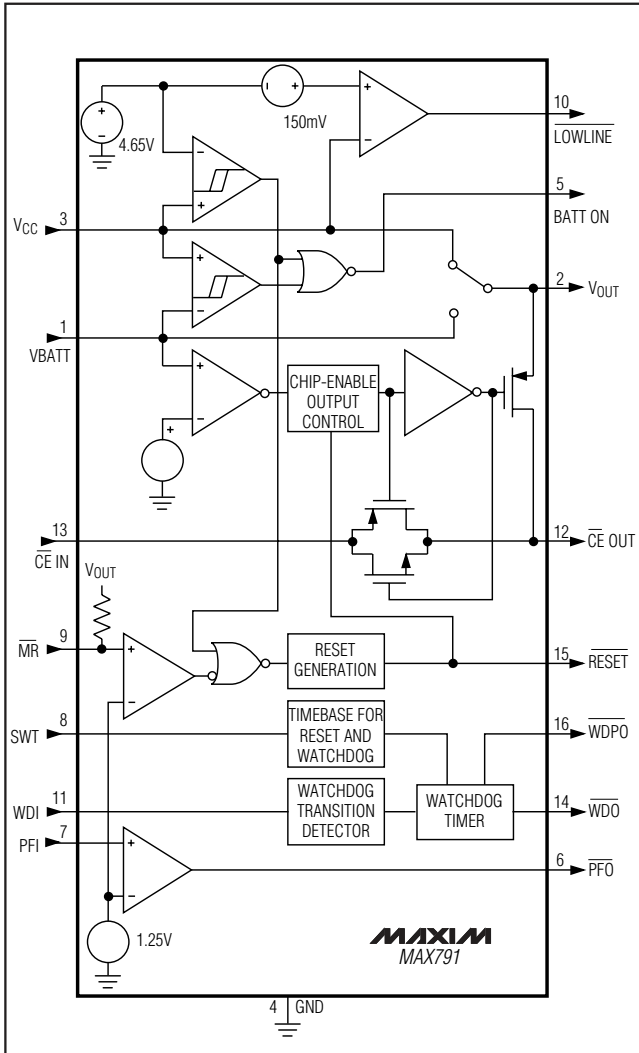 150mV
4.65V
10
LOWLINE
5
BATT ON
VCC
3
2
VOUT
1
VBATT
CHIP-ENABLE
OUTPUT
CONTROL
13
CE IN
12
CE OUT
VOUT
MR
9
RESET
GENERATION
15
RESET
SWT
8
TIMEBASE FOR
RESET AND
WATCHDOG
16
WDPO
WDI
11
WATCHDOG
TRANSITION
DETECTOR
WATCHDOG
TIMER
14
WDO
PFI
7
6
PFO
1.25V
MAXIM
MAX791
4 GND